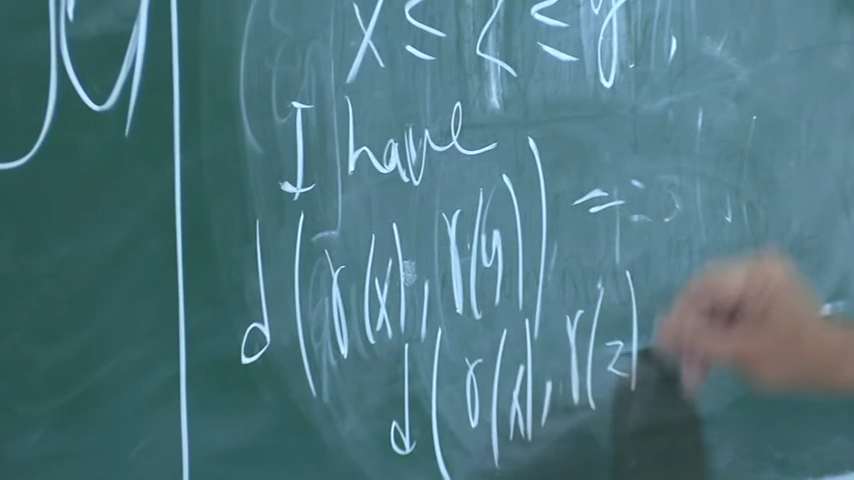 x ≤ z ≤ y,
I have
d(γ(x), γ(y)) =
d(γ(x), γ(z)